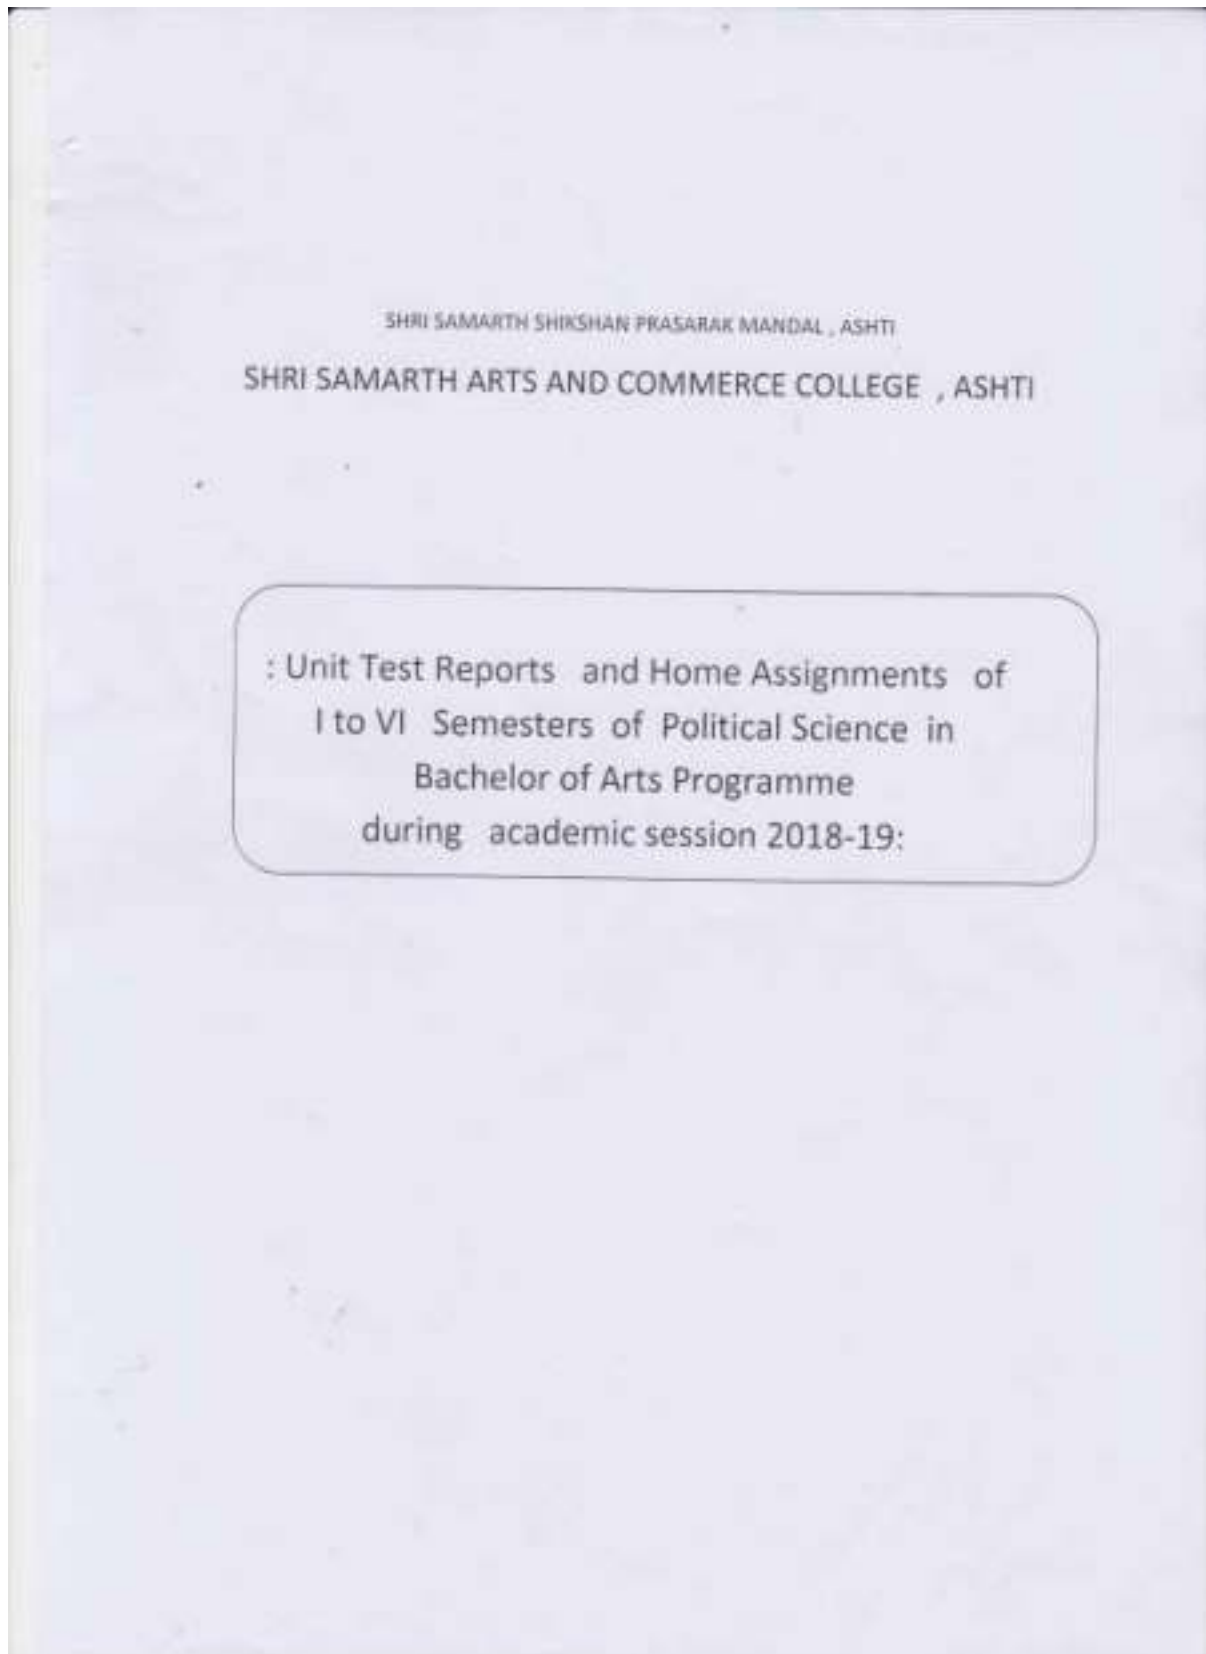 SHRI SAMARTH SHIKSHAN PRASARAK MANDAL , ASHTI
SHRI SAMARTH ARTS AND COMMERCE COLLEGE , ASHTI
: Unit Test Reports and Home Assignments of
I to VI Semesters of Political Science in
Bachelor of Arts Programme
during academic session 2018-19: